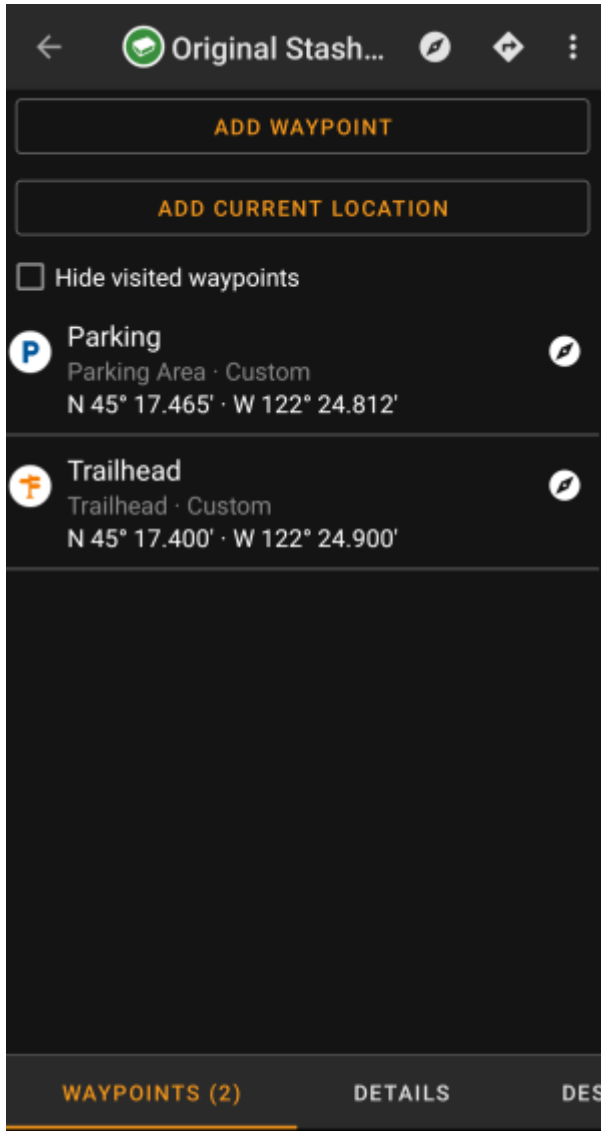 Original Stash...
ADD WAYPOINT
ADD CURRENT LOCATION
Hide visited waypoints
P
Parking
Parking Area · Custom
N 45° 17.465' · W 122° 24.812'
Trailhead
Trailhead · Custom
N 45° 17.400' · W 122° 24.900'
WAYPOINTS (2) DETAILS DES